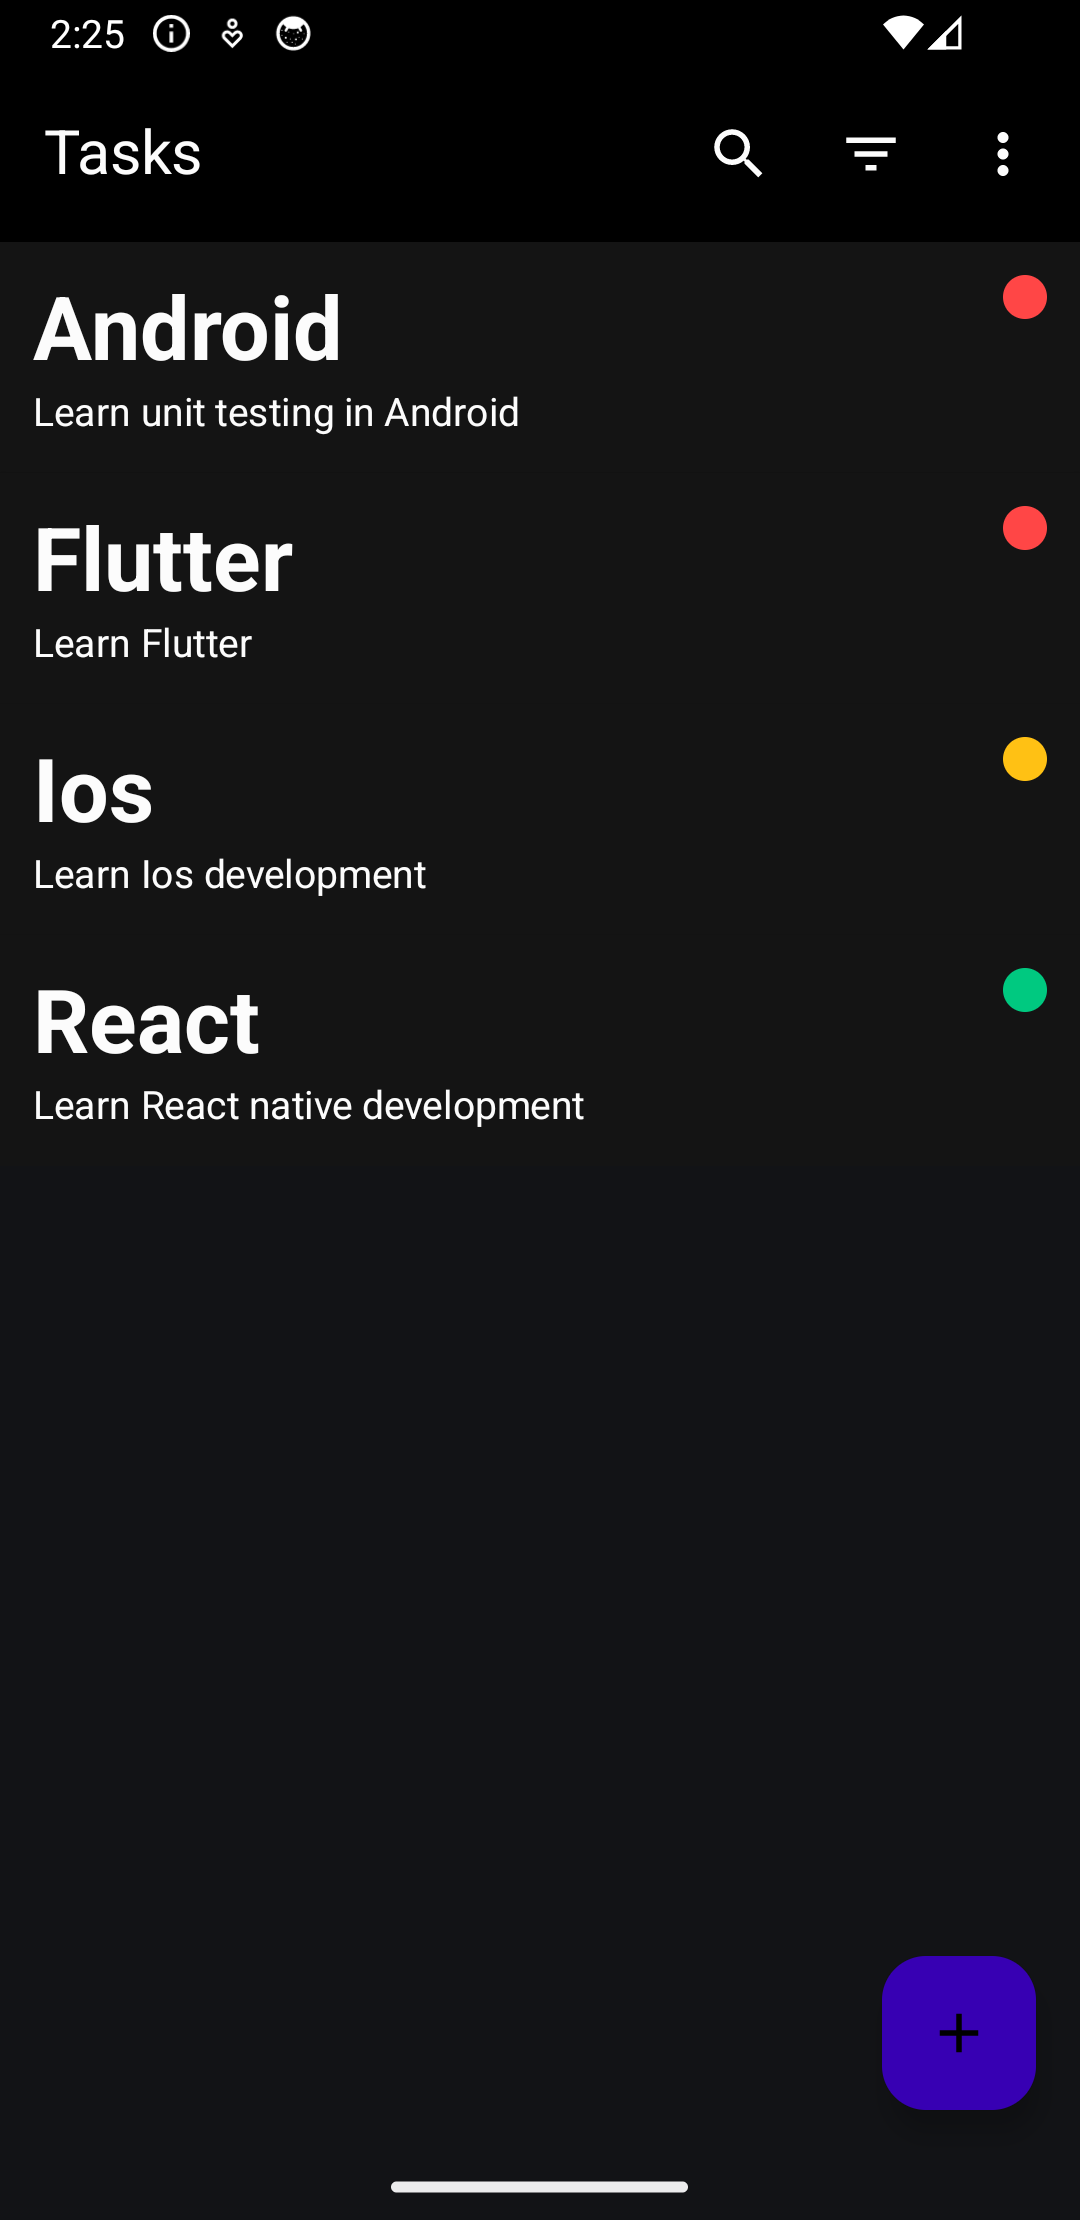 2:25
Tasks
Android
Learn unit testing in Android
Flutter
Learn Flutter
Ios
Learn Ios development
React
Learn React native development